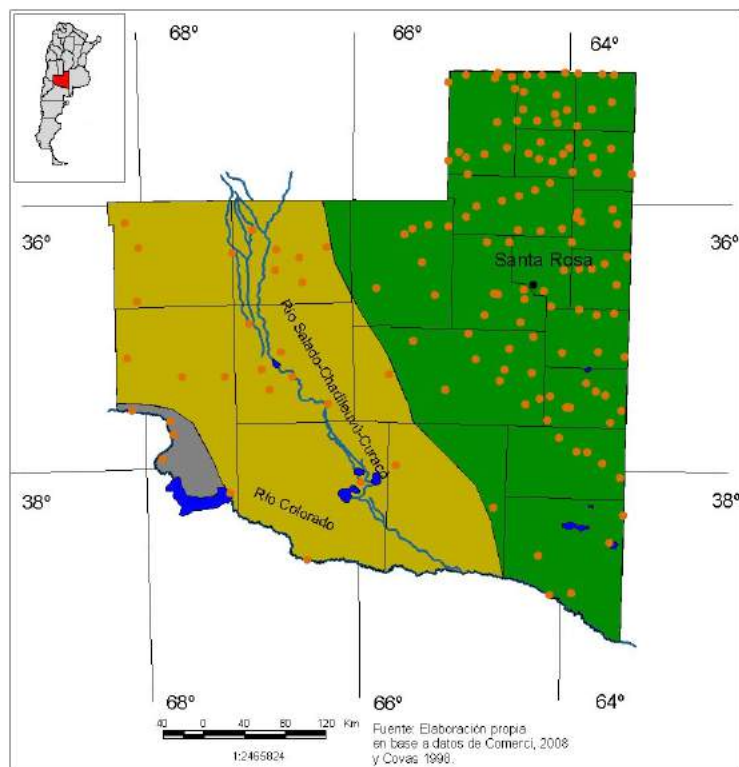 68º
66º
64º
36º
36º
Santa Rosa
Río Salado-Chadileuvú-Curacó
Río Colorado
38º
38º
68º
66º
64º
40 0 40 80 120 Km
1:2465824
Fuente: Elaboración propia
en base a datos de Comerci, 2008
y Covas 1998.